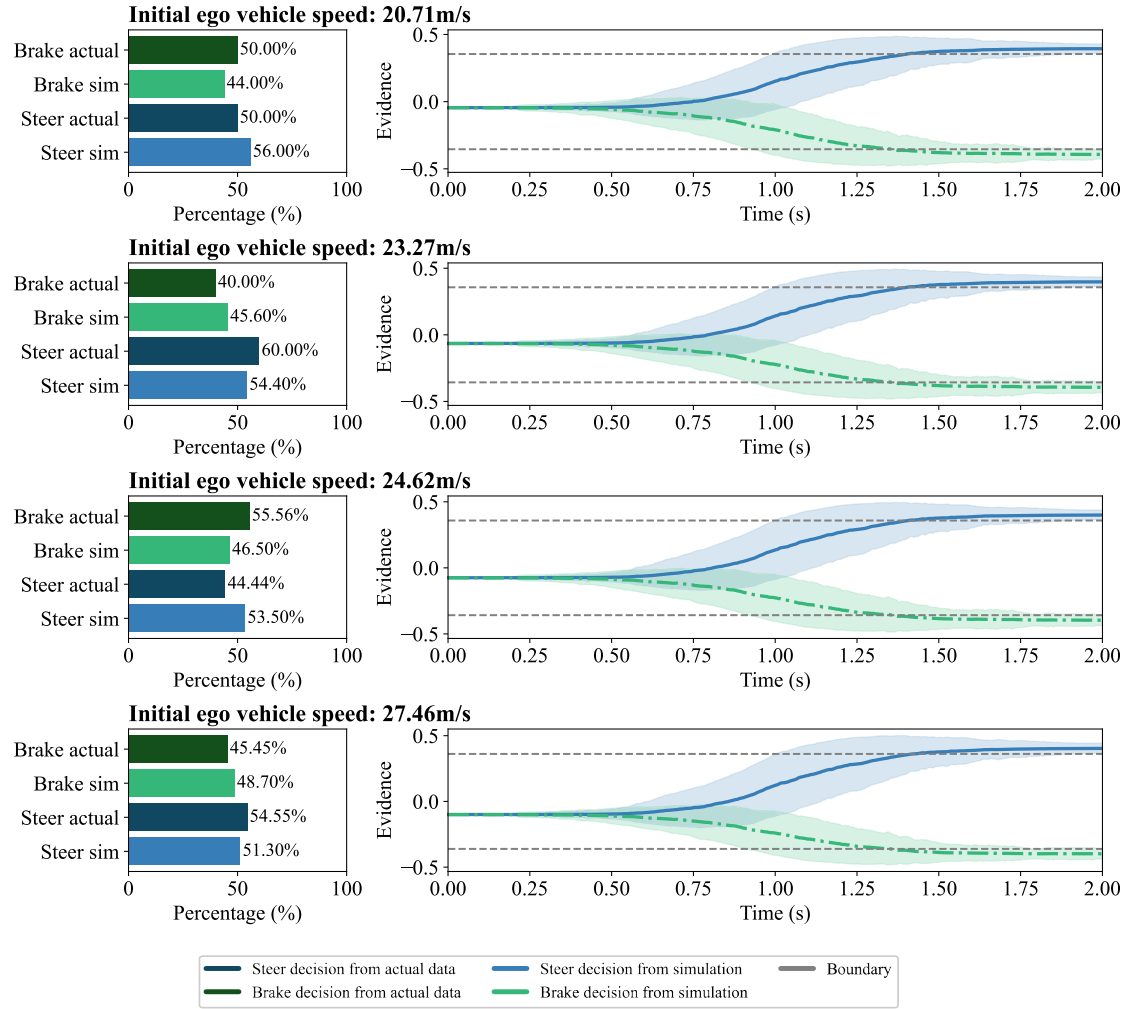 Initial ego vehicle speed: 20.71m/s
Brake actual
Brake sim
Steer actual
Steer sim
50.00%
44.00%
50.00%
56.00%
0
50
100
Percentage (%)
Evidence
0.5
0.0
−0.5
0.00 0.25 0.50 0.75 1.00 1.25 1.50 1.75 2.00
Time (s)
Initial ego vehicle speed: 23.27m/s
Brake actual
Brake sim
Steer actual
Steer sim
40.00%
45.60%
60.00%
54.40%
0
50
100
Percentage (%)
Evidence
0.5
0.0
−0.5
0.00 0.25 0.50 0.75 1.00 1.25 1.50 1.75 2.00
Time (s)
Initial ego vehicle speed: 24.62m/s
Brake actual
Brake sim
Steer actual
Steer sim
55.56%
46.50%
44.44%
53.50%
0
50
100
Percentage (%)
Evidence
0.5
0.0
−0.5
0.00 0.25 0.50 0.75 1.00 1.25 1.50 1.75 2.00
Time (s)
Initial ego vehicle speed: 27.46m/s
Brake actual
Brake sim
Steer actual
Steer sim
45.45%
48.70%
54.55%
51.30%
0
50
100
Percentage (%)
Evidence
0.5
0.0
−0.5
0.00 0.25 0.50 0.75 1.00 1.25 1.50 1.75 2.00
Time (s)
Steer decision from actual data
Brake decision from actual data
Steer decision from simulation
Brake decision from simulation
Boundary